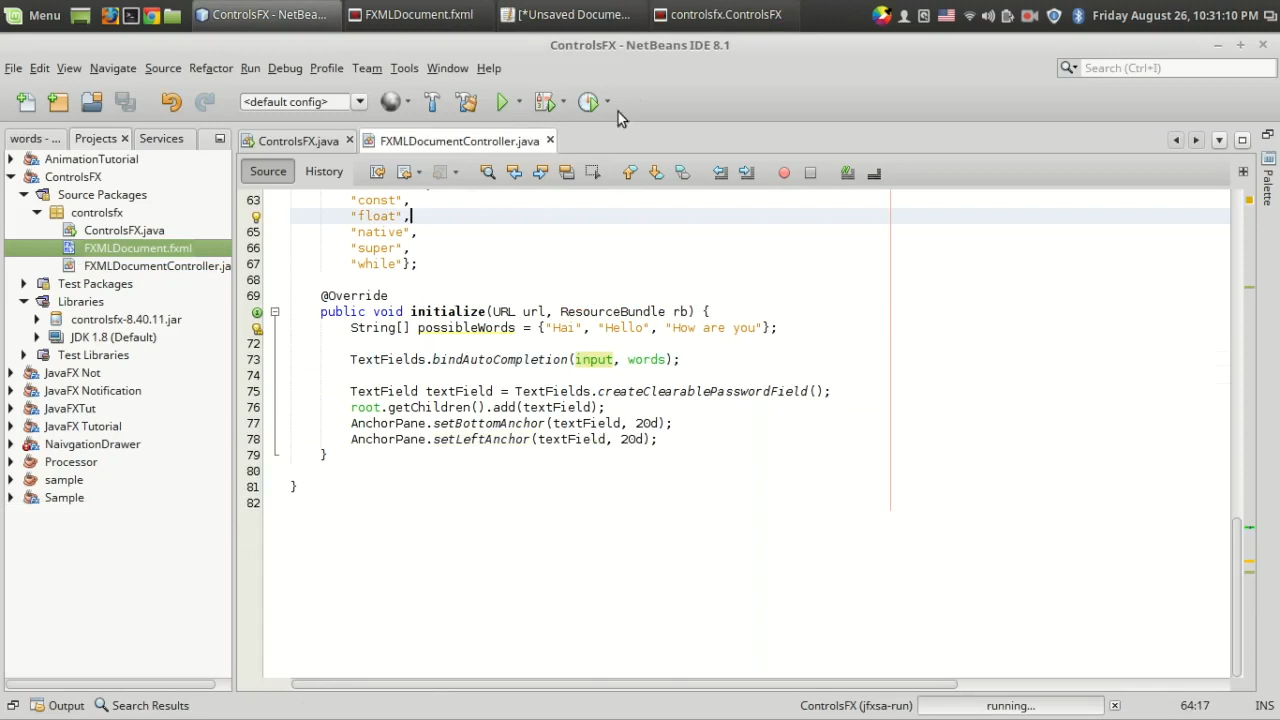 Menu
ControlsFX - NetBea...
FXMLDocument.fxml
[*Unsaved Docume...
controlsfx.ControlsFX
Friday August 26, 10:31:10 PM
ControlsFX - NetBeans IDE 8.1
File Edit View Navigate Source Refactor Run Debug Profile Team Tools Window Help
Search (Ctrl+I)
<default config>
words - ...
Projects
Services
ControlsFX.java
FXMLDocumentController.java
AnimationTutorial
ControlsFX
Source Packages
controlsfx
ControlsFX.java
FXMLDocument.fxml
FXMLDocumentController.ja
Test Packages
Libraries
controlsfx-8.40.11.jar
JDK 1.8 (Default)
Test Libraries
JavaFX Not
JavaFX Notification
JavaFXTut
JavaFX Tutorial
NaivgationDrawer
Processor
sample
Sample
Source History
63 "const",
"float",
65 "native",
66 "super",
67 "while"};
68
69 @Override
public void initialize(URL url, ResourceBundle rb) {
String[] possibleWords = {"Hai", "Hello", "How are you"};
72
73 TextFields.bindAutoCompletion(input, words);
74
75 TextField textField = TextFields.createClearablePasswordField();
76 root.getChildren().add(textField);
77 AnchorPane.setBottomAnchor(textField, 20d);
78 AnchorPane.setLeftAnchor(textField, 20d);
79 }
80
81 }
82
Palette
Output
Search Results
ControlsFX (jfxsa-run)
running...
64:17
INS